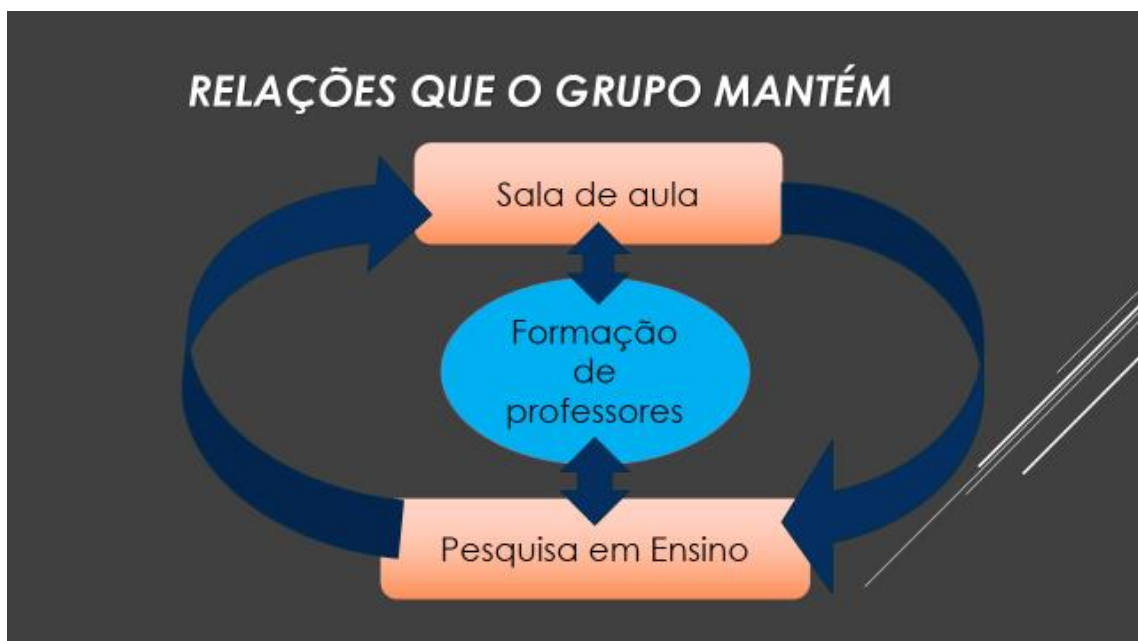 RELAÇÕES QUE O GRUPO MANTÉM
Sala de aula
Formação
de
professores
Pesquisa em Ensino